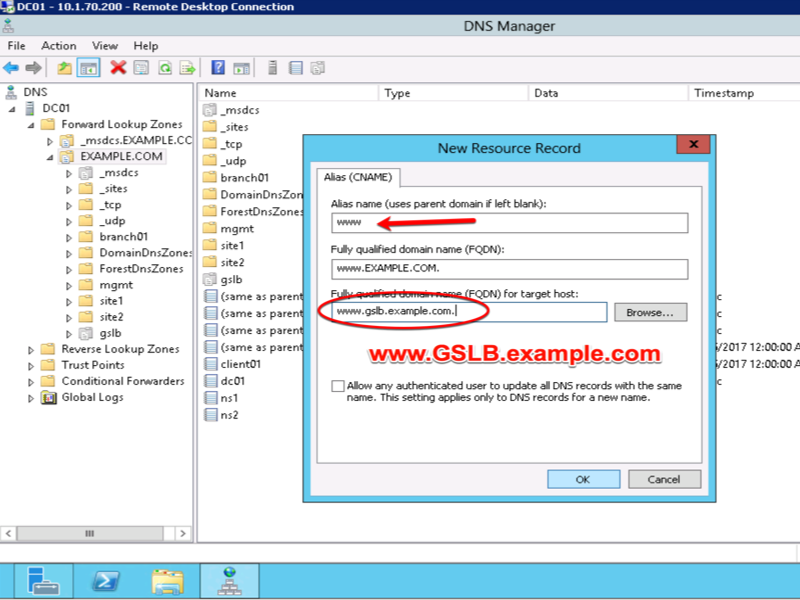 DC01 - 10.1.70.200 - Remote Desktop Connection
DNS Manager
File Action View Help
DNS
DC01
Forward Lookup Zones
_msdcs.EXAMPLE.CC
EXAMPLE.COM
_msdcs
_sites
_tcp
_udp
branch01
DomainDnsZones
ForestDnsZones
mgmt
site1
site2
gslb
Reverse Lookup Zones
Trust Points
Conditional Forwarders
Global Logs
Name Type Data Timestamp
_msdcs
_sites
_tcp
_udp
branch01
DomainDnsZon
ForestDnsZones
mgmt
site1
site2
gslb
(same as parent
(same as parent
(same as parent
(same as parent
client01
dc01
ns1
ns2
c
c
c
5/2017 12:00:00 A
5/2017 12:00:00 A
c
New Resource Record
x
Alias (CNAME)
Alias name (uses parent domain if left blank):
www
Fully qualified domain name (FQDN):
www.EXAMPLE.COM.
Fully qualified domain name (FQDN) for target host:
www.gslb.example.com.
Browse...
www.GSLB.example.com
Allow any authenticated user to update all DNS records with the same
name. This setting applies only to DNS records for a new name.
OK Cancel